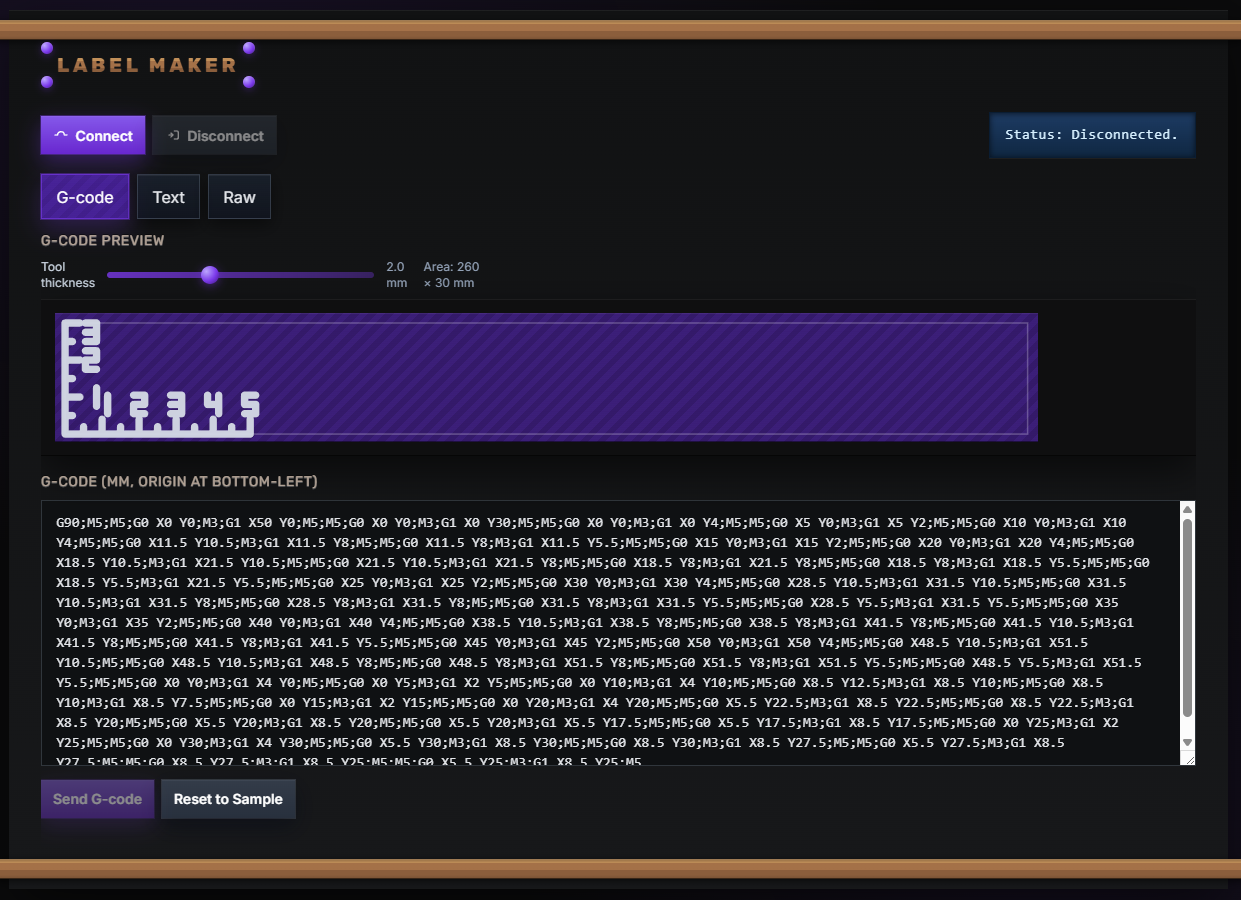 LABEL MAKER
Connect
Disconnect
Status: Disconnected.
G-code
Text
Raw
G-CODE PREVIEW
Tool
thickness
2.0
mm
Area: 260
× 30 mm
3
2
1 2 3 4 5
G-CODE (MM, ORIGIN AT BOTTOM-LEFT)
G90;M5;M5;G0 X0 Y0;M3;G1 X50 Y0;M5;M5;G0 X0 Y0;M3;G1 X0 Y30;M5;M5;G0 X0 Y0;M3;G1 X0 Y4;M5;M5;G0 X5 Y0;M3;G1 X5 Y2;M5;M5;G0 X10 Y0;M3;G1 X10
Y4;M5;M5;G0 X11.5 Y10.5;M3;G1 X11.5 Y8;M5;M5;G0 X11.5 Y8;M3;G1 X11.5 Y5.5;M5;M5;G0 X15 Y0;M3;G1 X15 Y2;M5;M5;G0 X20 Y0;M3;G1 X20 Y4;M5;M5;G0
X18.5 Y10.5;M3;G1 X21.5 Y10.5;M5;M5;G0 X21.5 Y10.5;M3;G1 X21.5 Y8;M5;M5;G0 X18.5 Y8;M3;G1 X21.5 Y8;M5;M5;G0 X18.5 Y8;M3;G1 X18.5 Y5.5;M5;M5;G0
X18.5 Y5.5;M3;G1 X21.5 Y5.5;M5;M5;G0 X25 Y0;M3;G1 X25 Y2;M5;M5;G0 X30 Y0;M3;G1 X30 Y4;M5;M5;G0 X28.5 Y10.5;M3;G1 X31.5 Y10.5;M5;M5;G0 X31.5
Y10.5;M3;G1 X31.5 Y8;M5;M5;G0 X28.5 Y8;M3;G1 X31.5 Y8;M5;M5;G0 X31.5 Y8;M3;G1 X31.5 Y5.5;M5;M5;G0 X28.5 Y5.5;M3;G1 X31.5 Y5.5;M5;M5;G0 X35
Y0;M3;G1 X35 Y2;M5;M5;G0 X40 Y0;M3;G1 X40 Y4;M5;M5;G0 X38.5 Y10.5;M3;G1 X38.5 Y8;M5;M5;G0 X38.5 Y8;M3;G1 X41.5 Y8;M5;M5;G0 X41.5 Y10.5;M3;G1
X41.5 Y8;M5;M5;G0 X41.5 Y8;M3;G1 X41.5 Y5.5;M5;M5;G0 X45 Y0;M3;G1 X45 Y2;M5;M5;G0 X50 Y0;M3;G1 X50 Y4;M5;M5;G0 X48.5 Y10.5;M3;G1 X51.5
Y10.5;M5;M5;G0 X48.5 Y10.5;M3;G1 X48.5 Y8;M5;M5;G0 X48.5 Y8;M3;G1 X51.5 Y8;M5;M5;G0 X51.5 Y8;M3;G1 X51.5 Y5.5;M5;M5;G0 X48.5 Y5.5;M3;G1 X51.5
Y5.5;M5;M5;G0 X0 Y0;M3;G1 X4 Y0;M5;M5;G0 X0 Y5;M3;G1 X2 Y5;M5;M5;G0 X0 Y10;M3;G1 X4 Y10;M5;M5;G0 X8.5 Y12.5;M3;G1 X8.5 Y10;M5;M5;G0 X8.5
Y10;M3;G1 X8.5 Y7.5;M5;M5;G0 X0 Y15;M3;G1 X2 Y15;M5;M5;G0 X0 Y20;M3;G1 X4 Y20;M5;M5;G0 X5.5 Y22.5;M3;G1 X8.5 Y22.5;M5;M5;G0 X8.5 Y22.5;M3;G1
X8.5 Y20;M5;M5;G0 X5.5 Y20;M3;G1 X8.5 Y20;M5;M5;G0 X5.5 Y20;M3;G1 X5.5 Y17.5;M5;M5;G0 X5.5 Y17.5;M3;G1 X8.5 Y17.5;M5;M5;G0 X0 Y25;M3;G1 X2
Y25;M5;M5;G0 X0 Y30;M3;G1 X4 Y30;M5;M5;G0 X5.5 Y30;M3;G1 X8.5 Y30;M5;M5;G0 X8.5 Y30;M3;G1 X8.5 Y27.5;M5;M5;G0 X5.5 Y27.5;M3;G1 X8.5
Y27.5;M5;M5;G0 X8.5 Y27.5;M3;G1 X8.5 Y25;M5;M5;G0 X5.5 Y25;M3;G1 X8.5 Y25;M5
Send G-code
Reset to Sample